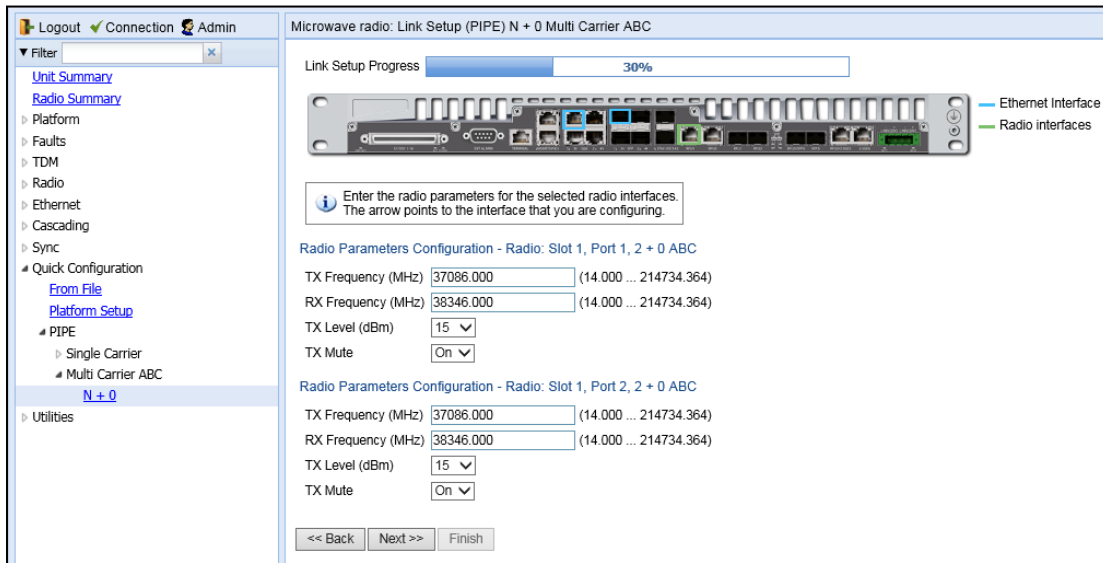 Logout Connection Admin
Filter
Unit Summary
Radio Summary
Platform
Faults
TDM
Radio
Ethernet
Cascading
Sync
Quick Configuration
From File
Platform Setup
PIPE
Single Carrier
Multi Carrier ABC
N + 0
Utilities
Microwave radio: Link Setup (PIPE) N + 0 Multi Carrier ABC
Link Setup Progress 30%
Ethernet Interface
Radio interfaces
Enter the radio parameters for the selected radio interfaces.
The arrow points to the interface that you are configuring.
Radio Parameters Configuration - Radio: Slot 1, Port 1, 2 + 0 ABC
TX Frequency (MHz) 37086.000 (14.000 ... 214734.364)
RX Frequency (MHz) 38346.000 (14.000 ... 214734.364)
TX Level (dBm) 15
TX Mute On
Radio Parameters Configuration - Radio: Slot 1, Port 2, 2 + 0 ABC
TX Frequency (MHz) 37086.000 (14.000 ... 214734.364)
RX Frequency (MHz) 38346.000 (14.000 ... 214734.364)
TX Level (dBm) 15
TX Mute On
<< Back Next >> Finish